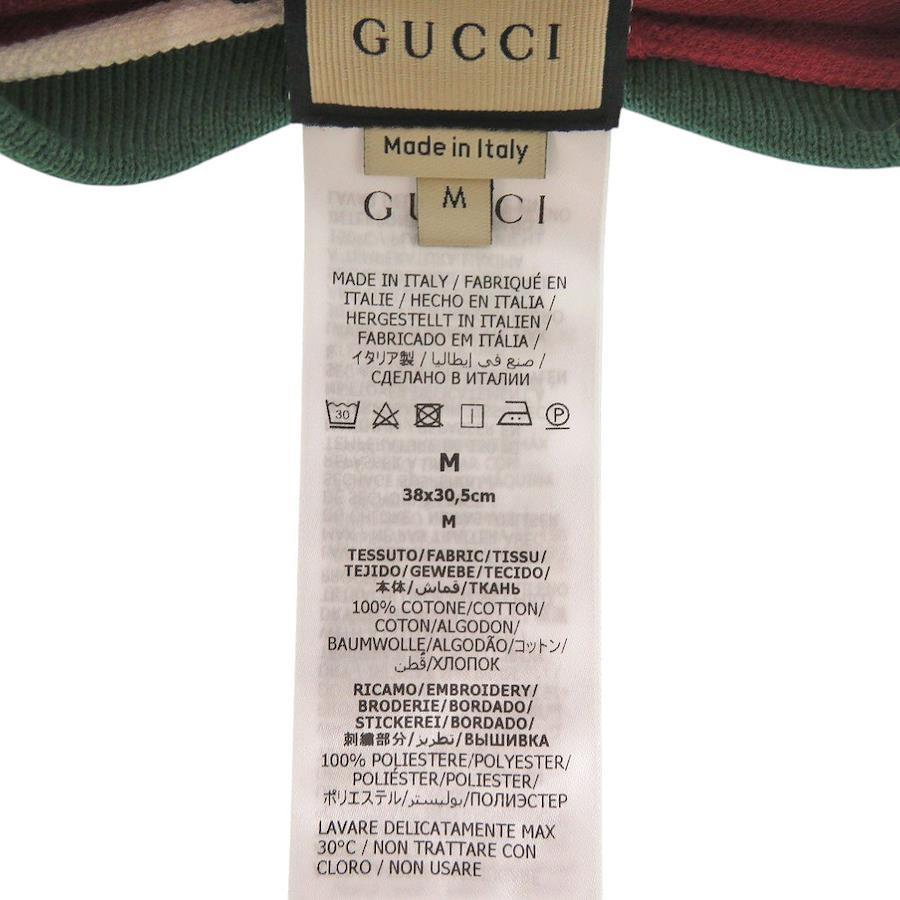 GUCCI
Made in Italy
M
GUCCI
MADE IN ITALY / FABRIQUÉ EN
ITALIE / HECHO EN ITALIA /
HERGESTELLT IN ITALIEN /
FABRICADO EM ITÁLIA /
イタリア製 / صنع في إيطاليا /
СДЕЛАНО В ИТАЛИИ
30 P
M
38x30,5cm
M
TESSUTO/FABRIC/TISSU/
TEJIDO/GEWEBE/TECIDO/
本体/قماش/ТКАНЬ
100% COTONE/COTTON/
COTON/ALGODON/
BAUMWOLLE/ALGODÃO/コットン/
قُطن/ХЛОПОК
RICAMO/EMBROIDERY/
BRODERIE/BORDADO/
STICKEREI/BORDADO/
刺繍部分/تطريز/ВЫШИВКА
100% POLIESTERE/POLYESTER/
POLIÉSTER/POLIESTER/
ポリエステル/بوليستر/ПОЛИЭСТЕР
LAVARE DELICATAMENTE MAX
30°C / NON TRATTARE CON
CLORO / NON USARE